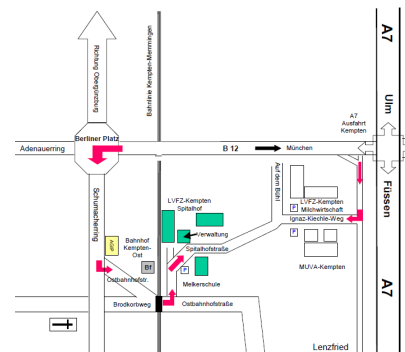 Richtung Obergünzburg
Bahnlinie Kempten-Memmingen
A7
Ulm
Berliner Platz
A7
Ausfahrt
Kempten
Adenauerring
B 12
München
Füssen
Auf dem Bühl
Schumacherring
LVFZ-Kempten
Spitalhof
LVFZ-Kempten
Milchwirtschaft
P
Ignaz-Kiechle-Weg
P
Verwaltung
Spitalhofstraße
AGIP
Bahnhof
Kempten-
Ost
Bf
P
MUVA-Kempten
Ostbahnhofstr.
Melkerschule
A7
Brodkorbweg
Ostbahnhofstraße
Lenzfried